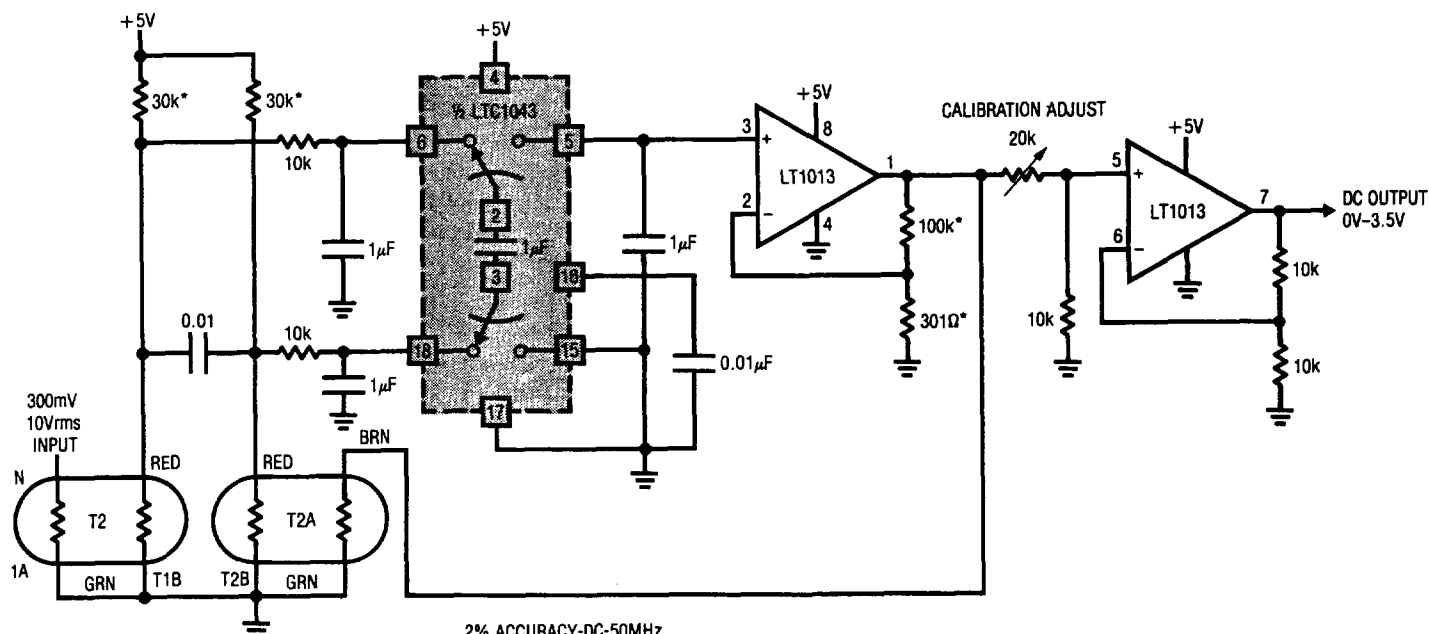 +5V
30k*
30k*
10k
1µF
0.01
10k
1µF
300mV
10Vrms
INPUT
N
RED
T2
1A
GRN
T1B
RED
T2A
T2B
GRN
BRN
+5V
4
½ LTC1043
6
5
2
1µF
3
16
18
15
17
1µF
0.01µF
+5V
3
8
+
LT1013
1
2
−
4
100k*
301Ω*
CALIBRATION ADJUST
20k
10k
+5V
5
+
LT1013
7
6
−
DC OUTPUT
0V–3.5V
10k
10k
2% ACCURACY-DC-50MHz